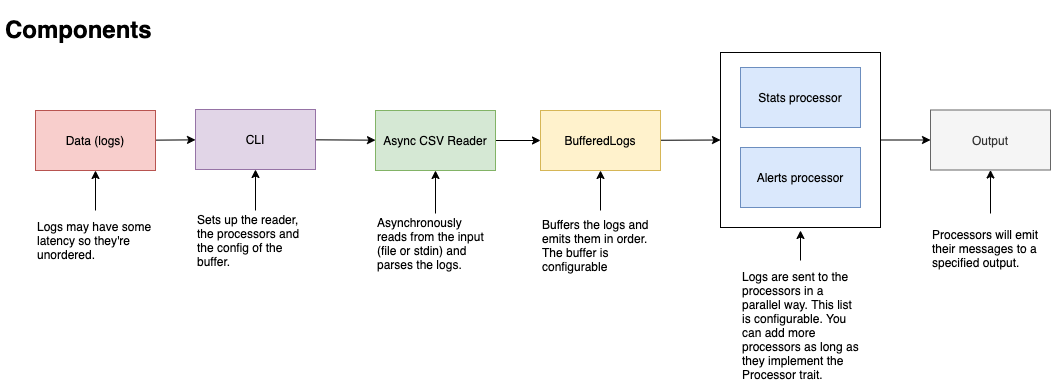 Components
Data (logs)
CLI
Async CSV Reader
BufferedLogs
Stats processor
Alerts processor
Output
Logs may have some
latency so they're
unordered.
Sets up the reader,
the processors and
the config of the
buffer.
Asynchronously
reads from the input
(file or stdin) and
parses the logs.
Buffers the logs and
emits them in order.
The buffer is
configurable
Logs are sent to the
processors in a
parallel way. This list
is configurable. You
can add more
processors as long as
they implement the
Processor trait.
Processors will emit
their messages to a
specified output.